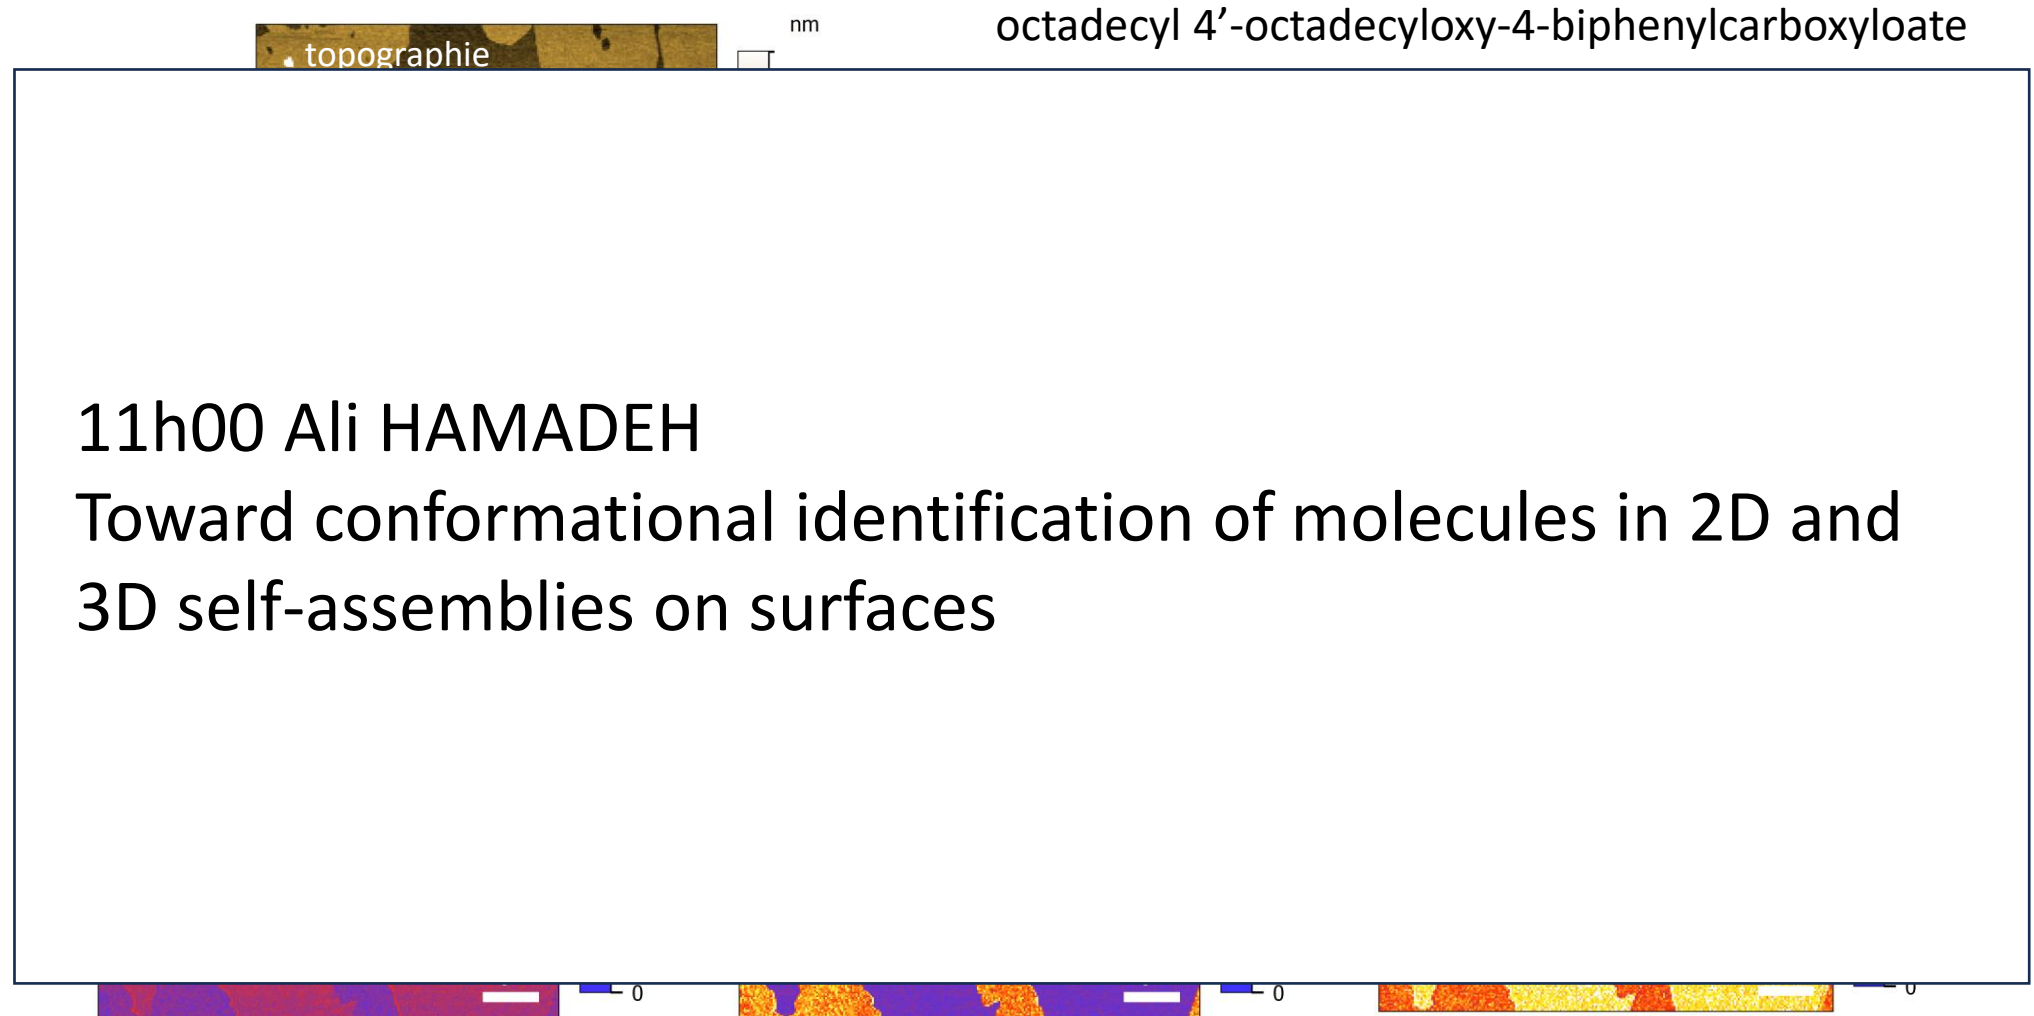 nm
octadecyl 4’-octadecyloxy-4-biphenylcarboxyloate
topographie
11h00 Ali HAMADEH
Toward conformational identification of molecules in 2D and
3D self-assemblies on surfaces
0
0
0